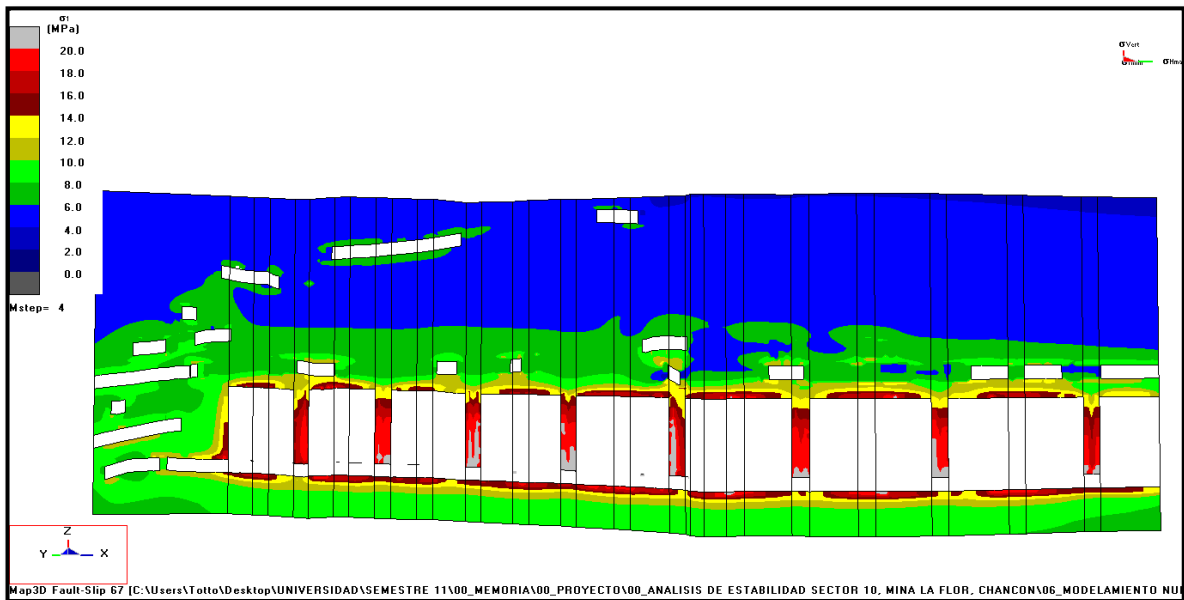 σ1
(MPa)
20.0
18.0
16.0
14.0
12.0
10.0
8.0
6.0
4.0
2.0
0.0
Mstep= 4
σVert
Z
Y X
Map3D Fault-Slip 67 [C:\Users\Totto\Desktop\UNIVERSIDAD\SEMESTRE 11\00_MEMORIA\00_PROYECTO\00_ANALISIS DE ESTABILIDAD SECTOR 10, MINA LA FLOR, CHANCON\06_MODELAMIENTO